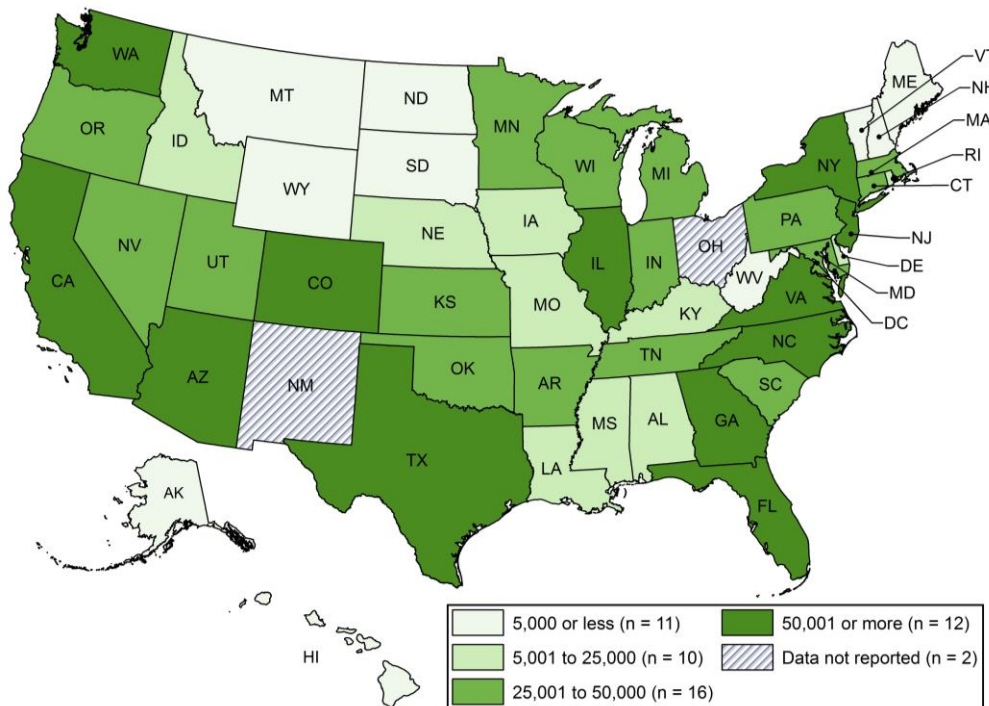 WA
MT
ND
MN
ME
VT
NH
MA
RI
CT
OR
ID
WY
SD
WI
MI
NY
NV
UT
CO
NE
IA
IL
IN
OH
PA
NJ
DE
MD
DC
CA
KS
MO
KY
WV
VA
AZ
NM
OK
AR
TN
NC
SC
TX
LA
MS
AL
GA
FL
AK
HI
5,000 or less (n = 11)
5,001 to 25,000 (n = 10)
25,001 to 50,000 (n = 16)
50,001 or more (n = 12)
Data not reported (n = 2)